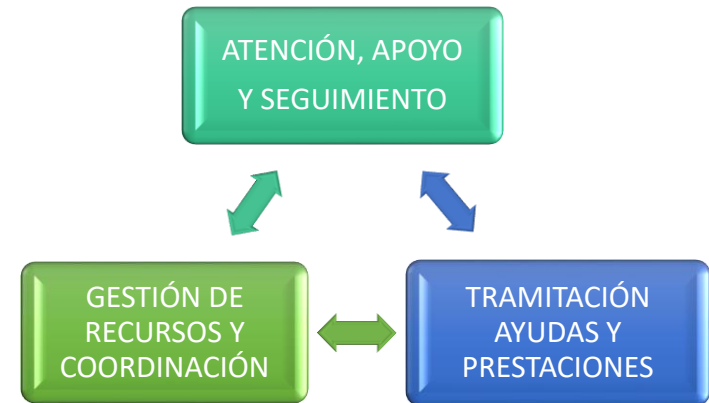 ATENCIÓN, APOYO
Y SEGUIMIENTO
GESTIÓN DE
RECURSOS Y
COORDINACIÓN
TRAMITACIÓN
AYUDAS Y
PRESTACIONES